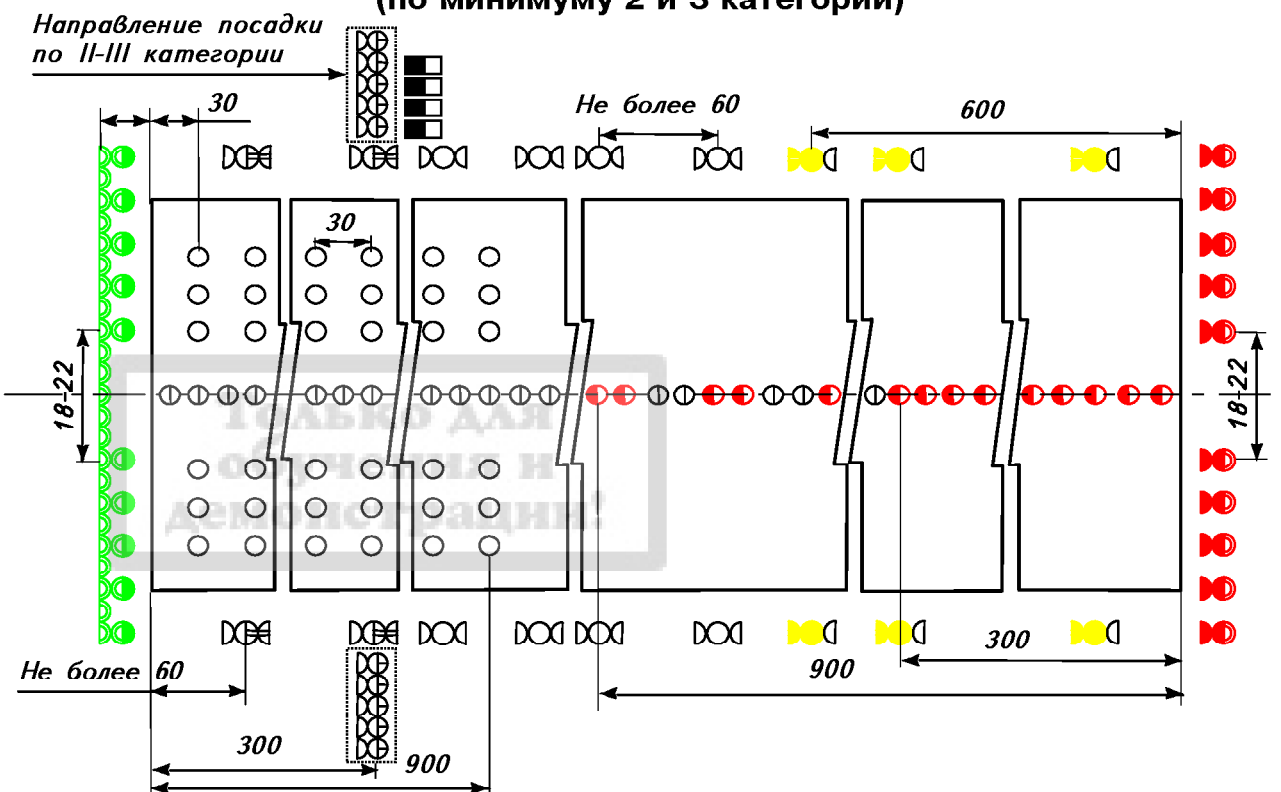 (по минимуму 2 и 3 категории)
Направление посадки
по II-III категории
30
Не более 60
600
30
18-22
18-22
Только для
обучения и
демонстрации!
Не более 60
300
900
300
900